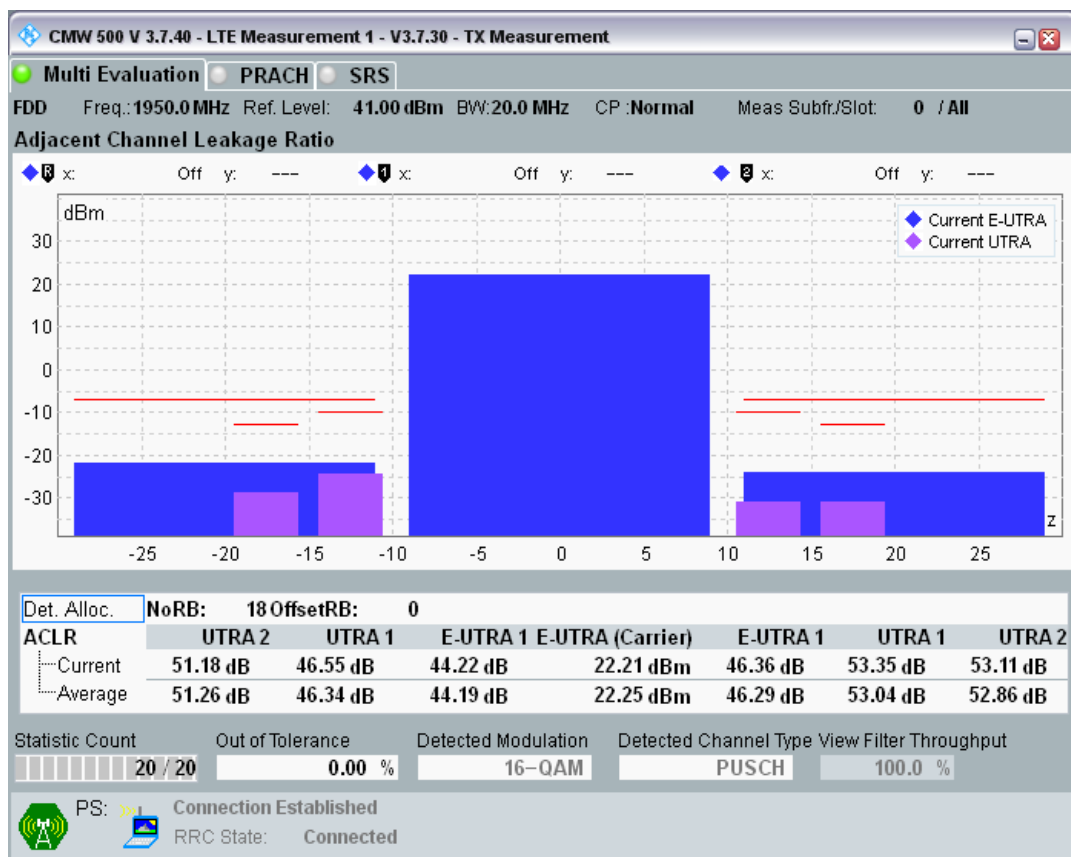 CMW 500 V 3.7.40 - LTE Measurement 1 - V3.7.30 - TX Measurement
Multi Evaluation PRACH SRS
FDD Freq.: 1950.0 MHz Ref. Level: 41.00 dBm BW: 20.0 MHz CP : Normal Meas Subfr./Slot: 0 / All
Adjacent Channel Leakage Ratio
R x: Off y: --- 1 x: Off y: --- 2 x: Off y: ---
dBm
Current E-UTRA
Current UTRA
30
20
10
0
-10
-20
-30
z
-25 -20 -15 -10 -5 0 5 10 15 20 25
Det. Alloc. NoRB: 18 OffsetRB: 0
ACLR UTRA 2 UTRA 1 E-UTRA 1 E-UTRA (Carrier) E-UTRA 1 UTRA 1 UTRA 2
Current 51.18 dB 46.55 dB 44.22 dB 22.21 dBm 46.36 dB 53.35 dB 53.11 dB
Average 51.26 dB 46.34 dB 44.19 dB 22.25 dBm 46.29 dB 53.04 dB 52.86 dB
Statistic Count Out of Tolerance Detected Modulation Detected Channel Type View Filter Throughput
20 / 20 0.00 % 16-QAM PUSCH 100.0 %
PS: Connection Established
RRC State: Connected